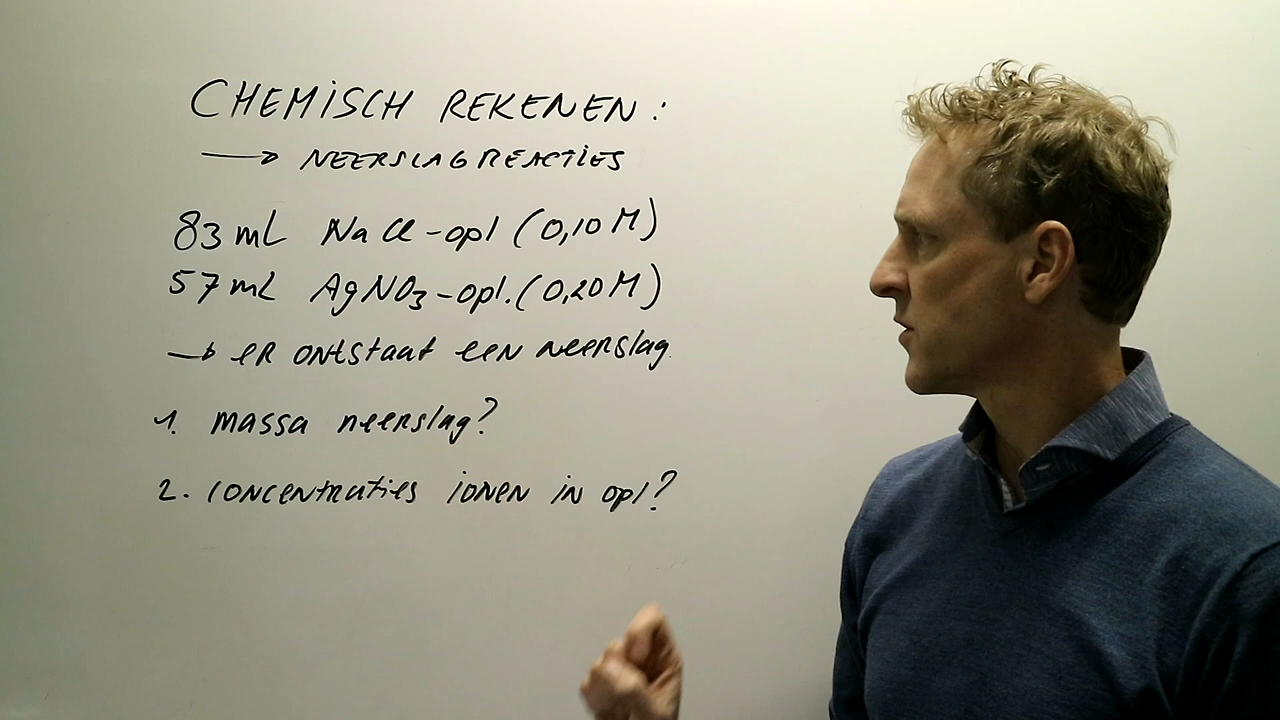 CHEMISCH REKENEN:
→ NEERSLAGREACTIES
83 mL NaCl-opl (0,10 M)
57 mL AgNO₃-opl. (0,20 M)
→ ER ONTSTAAT EEN NEERSLAG.
1. MASSA NEERSLAG?
2. CONCENTRATIES IONEN IN OPL?